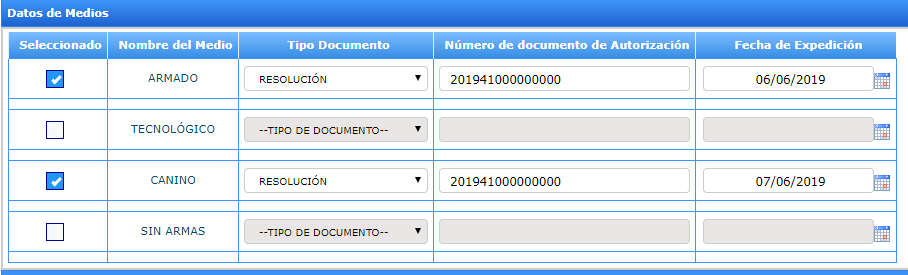 Datos de Medios
Seleccionado Nombre del Medio Tipo Documento Número de documento de Autorización Fecha de Expedición
ARMADO RESOLUCIÓN 201941000000000 06/06/2019
TECNOLÓGICO --TIPO DE DOCUMENTO--
CANINO RESOLUCIÓN 201941000000000 07/06/2019
SIN ARMAS --TIPO DE DOCUMENTO--